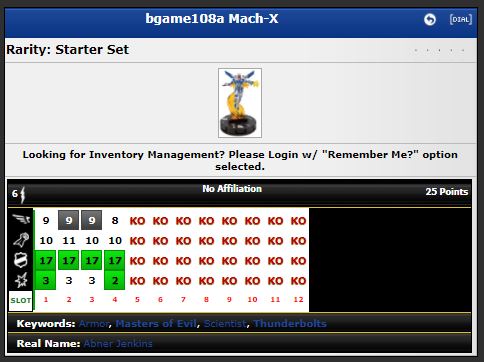 bgame108a Mach-X [DIAL]
Rarity: Starter Set
Looking for Inventory Management? Please Login w/ "Remember Me?" option
selected.
6 No Affiliation 25 Points
9 9 9 8 KO KO KO KO KO KO KO KO
10 11 10 10 KO KO KO KO KO KO KO KO
17 17 17 17 KO KO KO KO KO KO KO KO
3 3 3 2 KO KO KO KO KO KO KO KO
SLOT 1 2 3 4 5 6 7 8 9 10 11 12
Keywords: Armor, Masters of Evil, Scientist, Thunderbolts
Real Name: Abner Jenkins